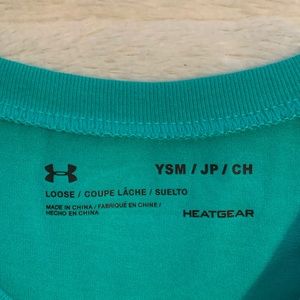 YSM / JP / CH
LOOSE / COUPE LÂCHE / SUELTO
MADE IN CHINA / FABRIQUÉ EN CHINE /
HECHO EN CHINA
HEATGEAR